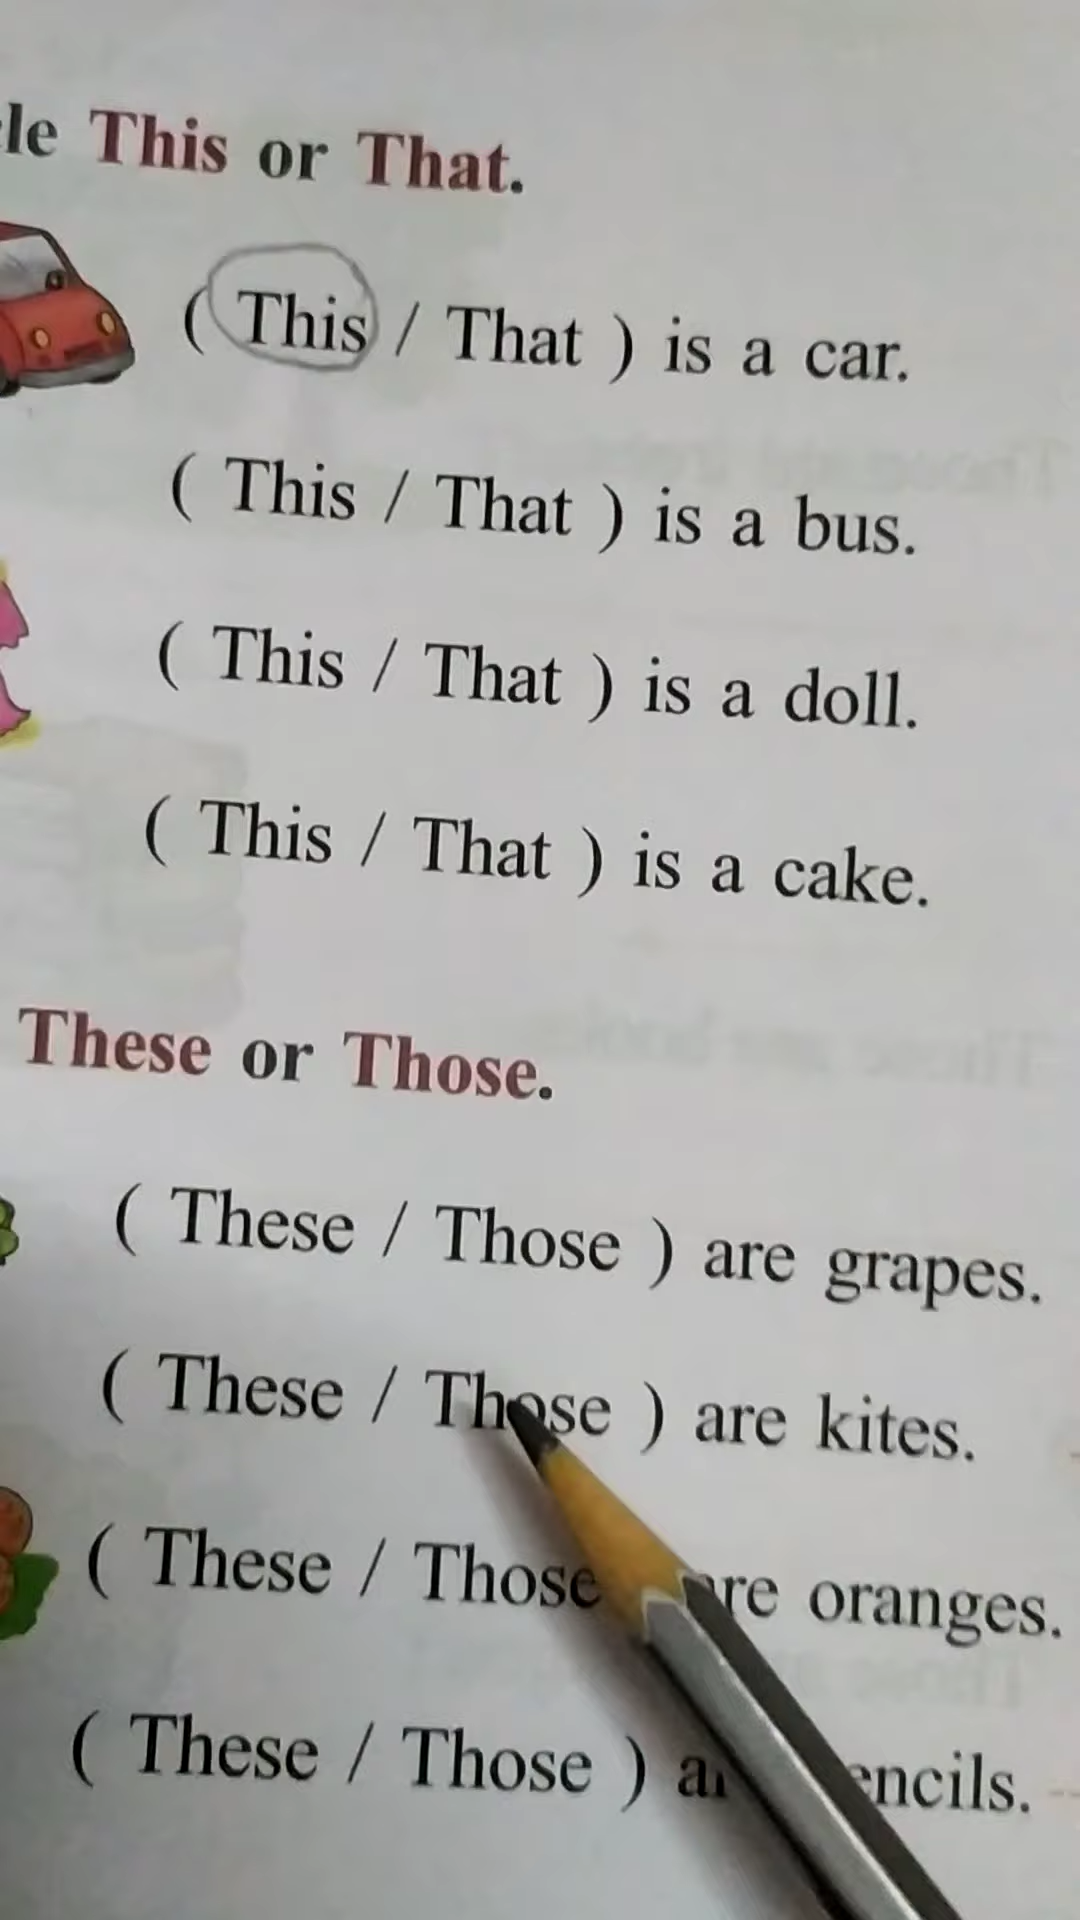 This or That.
( This / That ) is a car.
( This / That ) is a bus.
( This / That ) is a doll.
( This / That ) is a cake.
These or Those.
( These / Those ) are grapes.
( These / Those ) are kites.
( These / Those are oranges.
( These / Those )